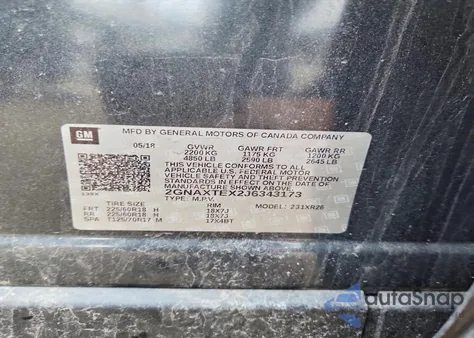 GM
MFD BY GENERAL MOTORS OF CANADA COMPANY
05/18 GVWR GAWR FRT GAWR RR
2200 KG 1175 KG 1200 KG
4850 LB 2590 LB 2645 LB
THIS VEHICLE CONFORMS TO ALL
APPLICABLE U.S. FEDERAL MOTOR
VEHICLE SAFETY AND THEFT PREVENTION
STANDARDS IN EFFECT ON THE DATE OF
MANUFACTURE SHOWN ABOVE.
2GNAXTEX2J6343173
TYPE: M.P.V. MODEL: 231XR26
TIRE SIZE RIM
FRT 225/60R18 H 18X7J
RR 225/60R18 H 18X7J
SPA T125/70R17 M 17X4BT
autoSnap